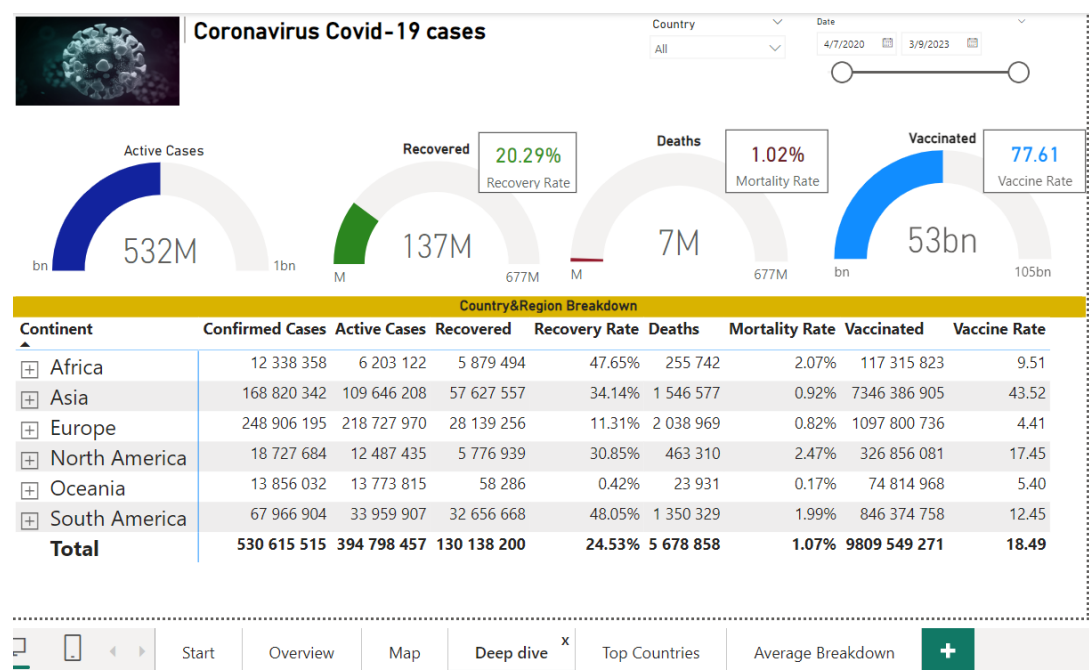 Coronavirus Covid-19 cases
Country
All
Date
4/7/2020 3/9/2023
Active Cases
532M
bn 1bn
Recovered
20.29%
Recovery Rate
137M
M 677M
Deaths
1.02%
Mortality Rate
7M
M 677M
Vaccinated
77.61
Vaccine Rate
53bn
bn 105bn
Country&Region Breakdown
Continent Confirmed Cases Active Cases Recovered Recovery Rate Deaths Mortality Rate Vaccinated Vaccine Rate
Africa 12 338 358 6 203 122 5 879 494 47.65% 255 742 2.07% 117 315 823 9.51
Asia 168 820 342 109 646 208 57 627 557 34.14% 1 546 577 0.92% 7346 386 905 43.52
Europe 248 906 195 218 727 970 28 139 256 11.31% 2 038 969 0.82% 1097 800 736 4.41
North America 18 727 684 12 487 435 5 776 939 30.85% 463 310 2.47% 326 856 081 17.45
Oceania 13 856 032 13 773 815 58 286 0.42% 23 931 0.17% 74 814 968 5.40
South America 67 966 904 33 959 907 32 656 668 48.05% 1 350 329 1.99% 846 374 758 12.45
Total 530 615 515 394 798 457 130 138 200 24.53% 5 678 858 1.07% 9809 549 271 18.49
Start Overview Map Deep dive x Top Countries Average Breakdown +